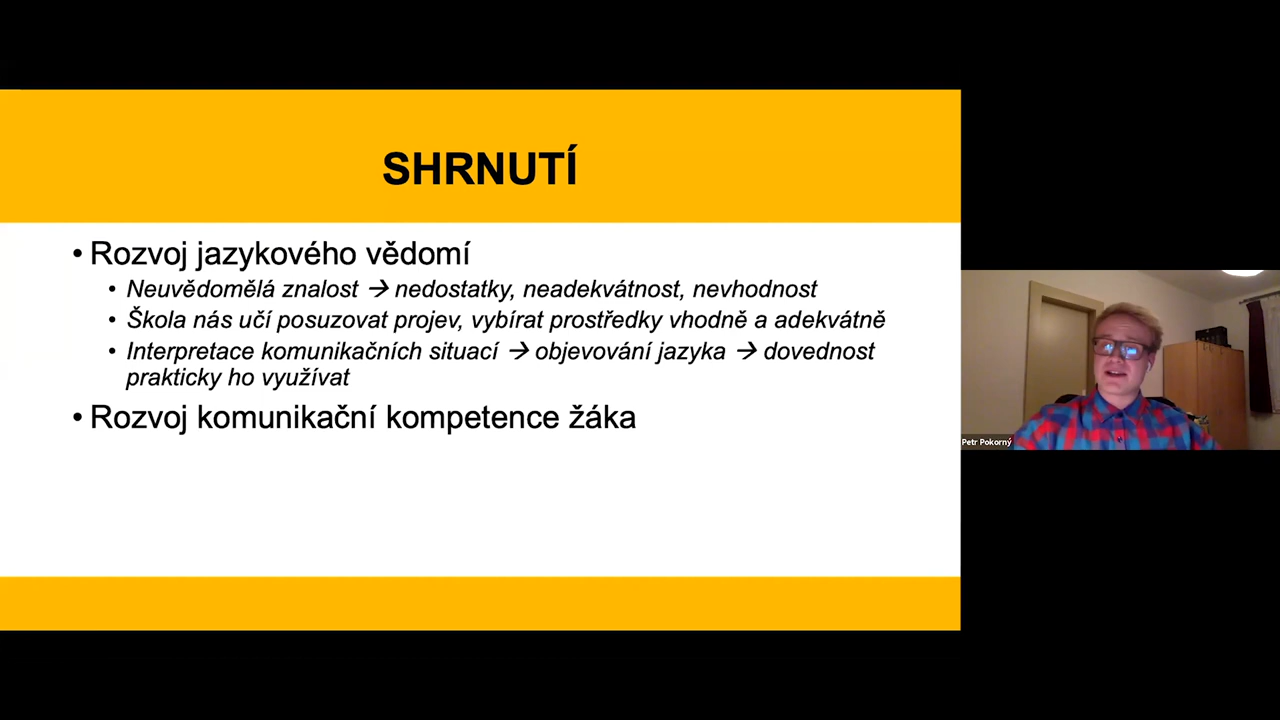 SHRNUTÍ
• Rozvoj jazykového vědomí
• Neuvědomělá znalost → nedostatky, neadekvátnost, nevhodnost
• Škola nás učí posuzovat projev, vybírat prostředky vhodně a adekvátně
• Interpretace komunikačních situací → objevování jazyka → dovednost
prakticky ho využívat
• Rozvoj komunikační kompetence žáka
Petr Pokorný